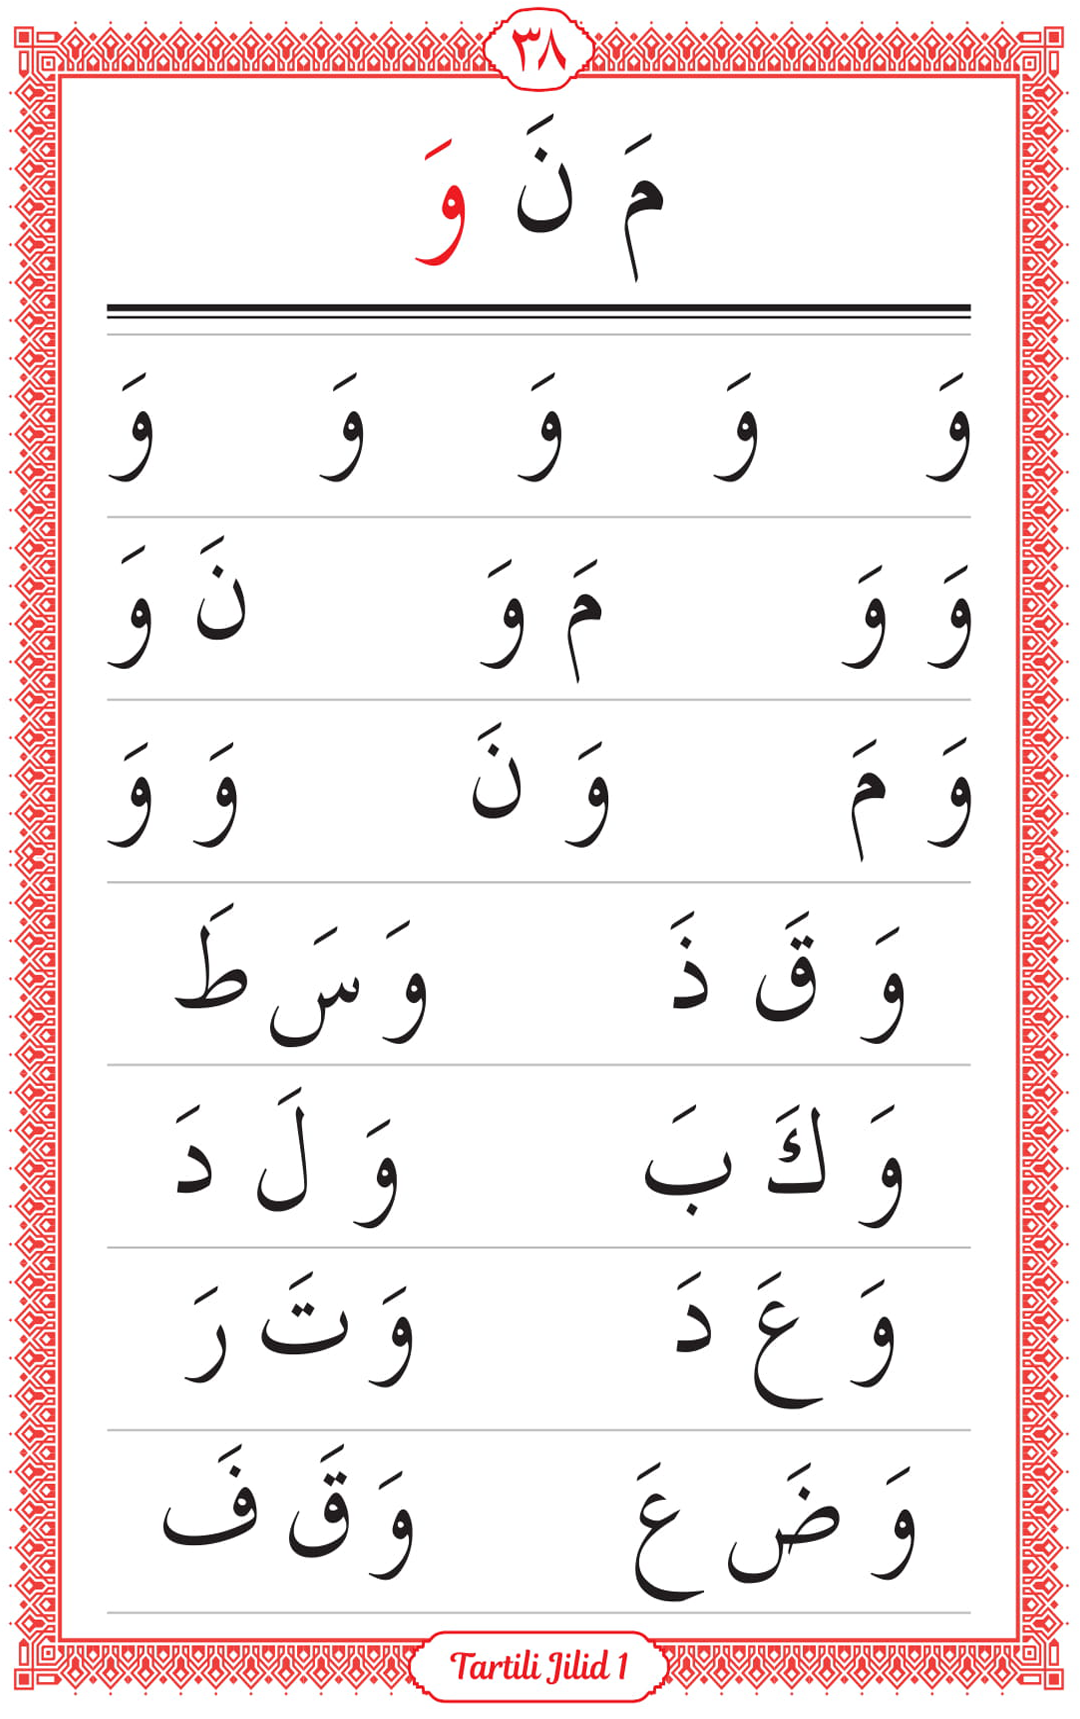 ٣٨
مَ نَ وَ
وَ وَ وَ وَ وَ
وَ وَ مَ وَ نَ وَ
وَ مَ وَ نَ وَ وَ
وَ قَ ذَ وَ سَ طَ
وَ كَ بَ وَ لَ دَ
وَ عَ دَ وَ تَ رَ
وَ ضَ عَ وَ قَ فَ
Tartili Jilid 1